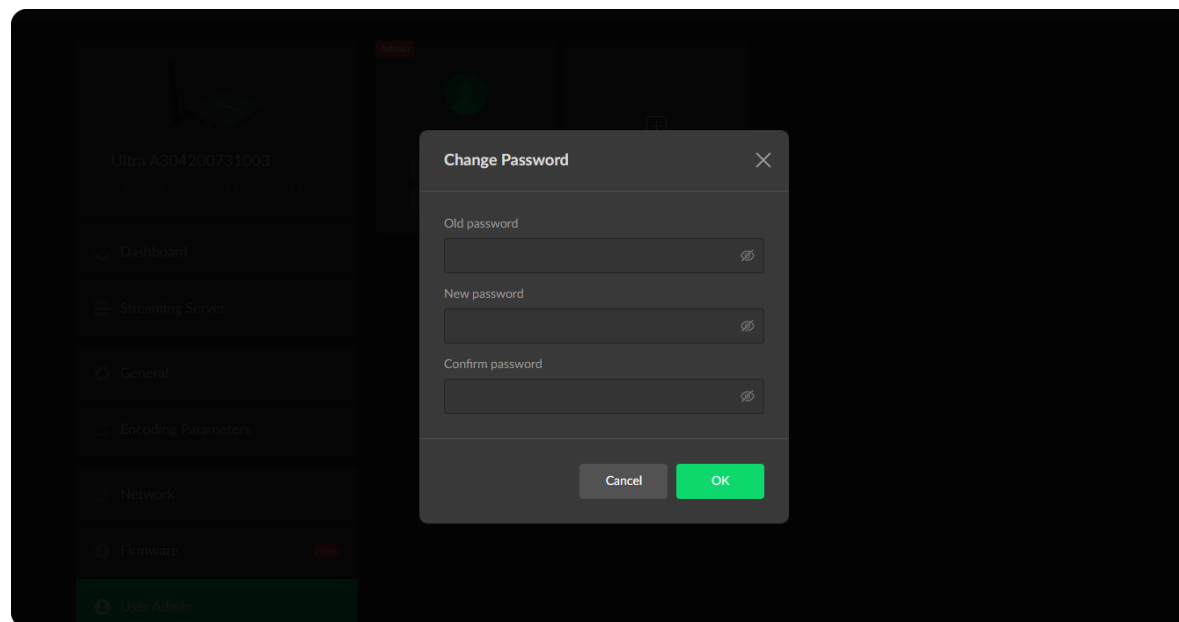 Admin
Ultra A304200731003
Dashboard
Streaming Server
General
Encoding Parameters
Network
Firmware
User Admin
Change Password
Old password
New password
Confirm password
Cancel
OK